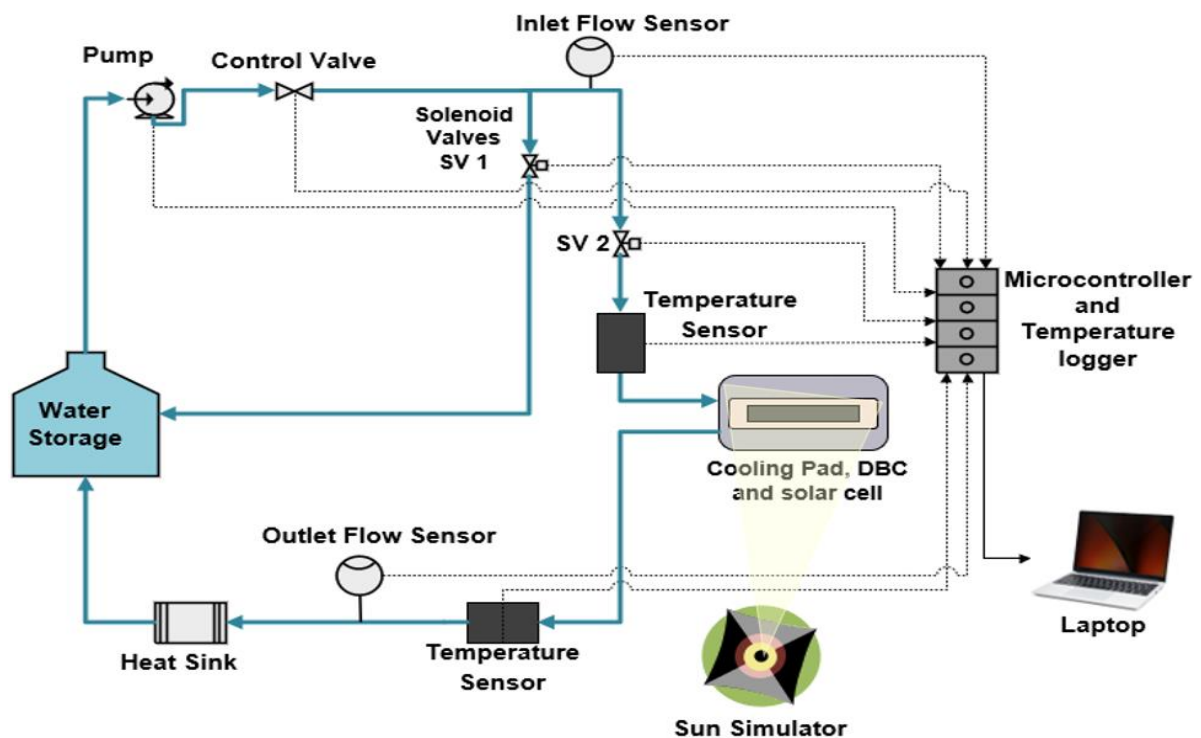 Inlet Flow Sensor
Pump
Control Valve
Solenoid
Valves
SV 1
SV 2
Temperature
Sensor
Microcontroller
and
Temperature
logger
Water
Storage
Cooling Pad, DBC
and solar cell
Outlet Flow Sensor
Heat Sink
Temperature
Sensor
Laptop
Sun Simulator